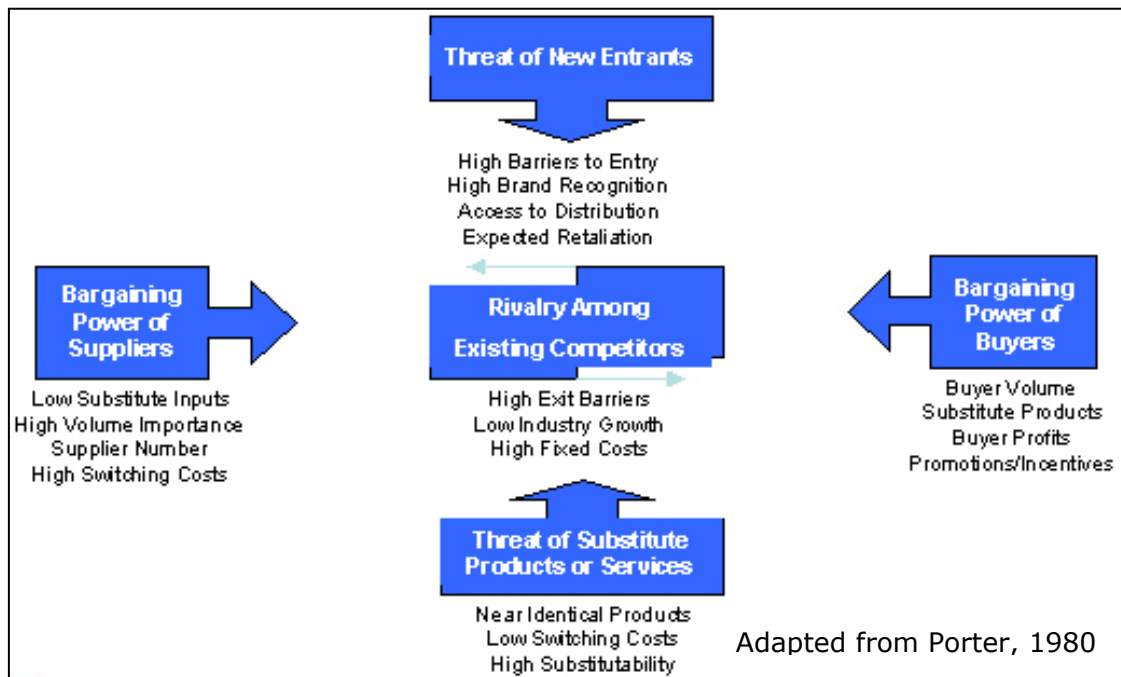 Threat of New Entrants
High Barriers to Entry
High Brand Recognition
Access to Distribution
Expected Retaliation
Bargaining
Power of
Suppliers
Low Substitute Inputs
High Volume Importance
Supplier Number
High Switching Costs
Rivalry Among
Existing Competitors
High Exit Barriers
Low Industry Growth
High Fixed Costs
Bargaining
Power of
Buyers
Buyer Volume
Substitute Products
Buyer Profits
Promotions/Incentives
Threat of Substitute
Products or Services
Near Identical Products
Low Switching Costs
High Substitutability
Adapted from Porter, 1980